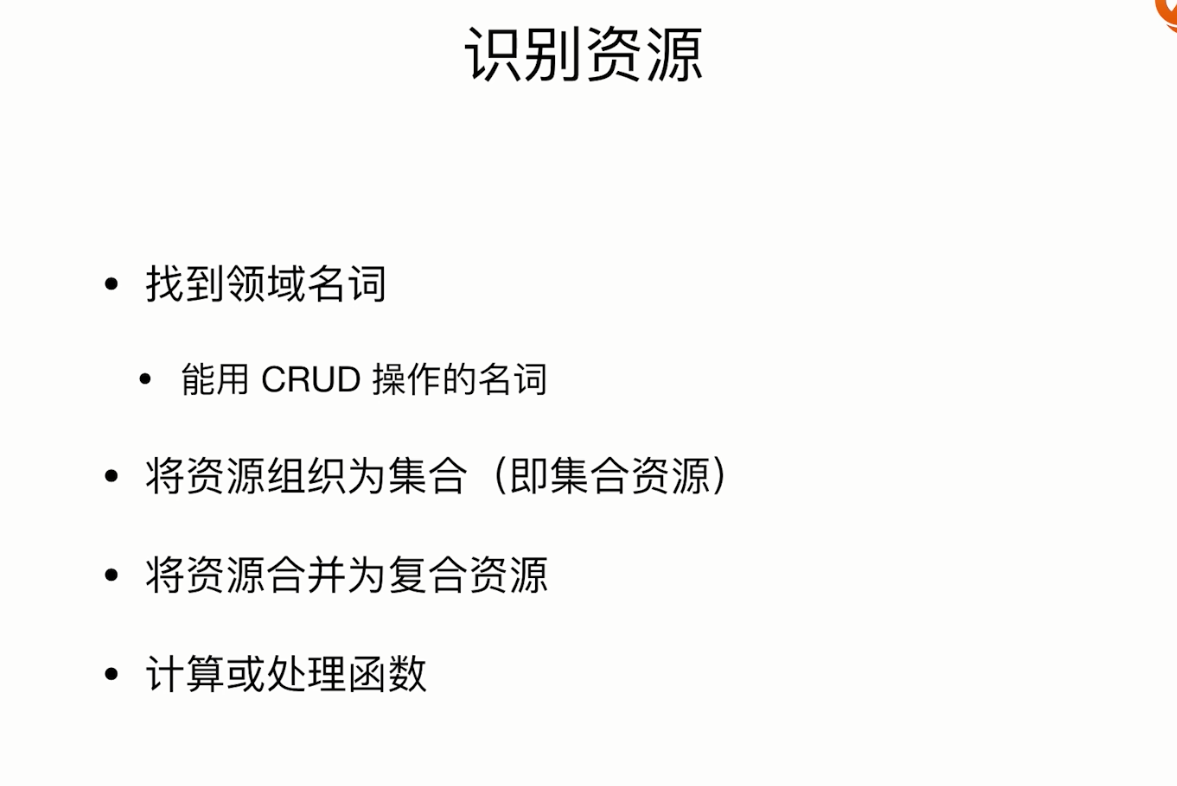 识别资源
• 找到领域名词
• 能用 CRUD 操作的名词
• 将资源组织为集合（即集合资源）
• 将资源合并为复合资源
• 计算或处理函数